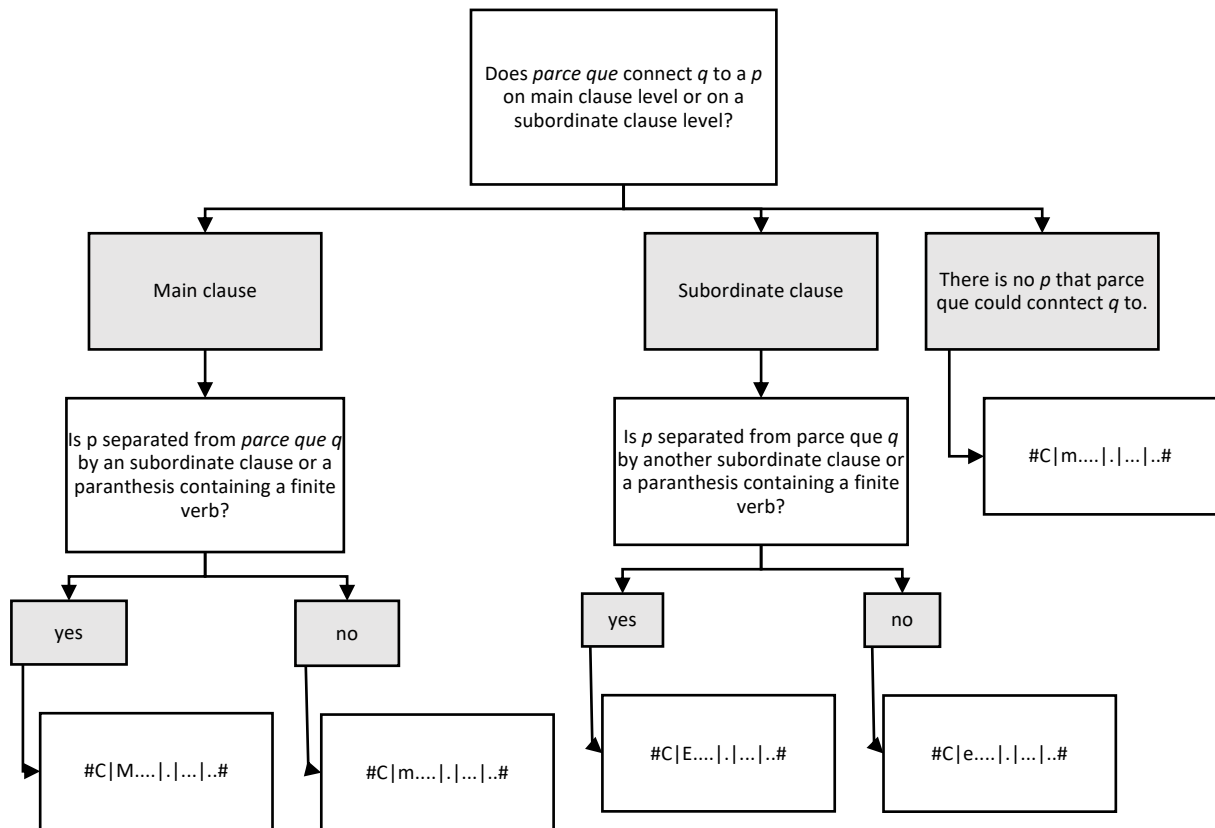 Does parce que connect q to a p
on main clause level or on a
subordinate clause level?
Main clause
Subordinate clause
There is no p that parce
que could conntect q to.
Is p separated from parce que q
by an subordinate clause or a
paranthesis containing a finite
verb?
Is p separated from parce que q
by another subordinate clause or
a paranthesis containing a finite
verb?
#C|m....|.|...|..#
yes
no
yes
no
#C|M....|.|...|..#
#C|m....|.|...|..#
#C|E....|.|...|..#
#C|e....|.|...|..#